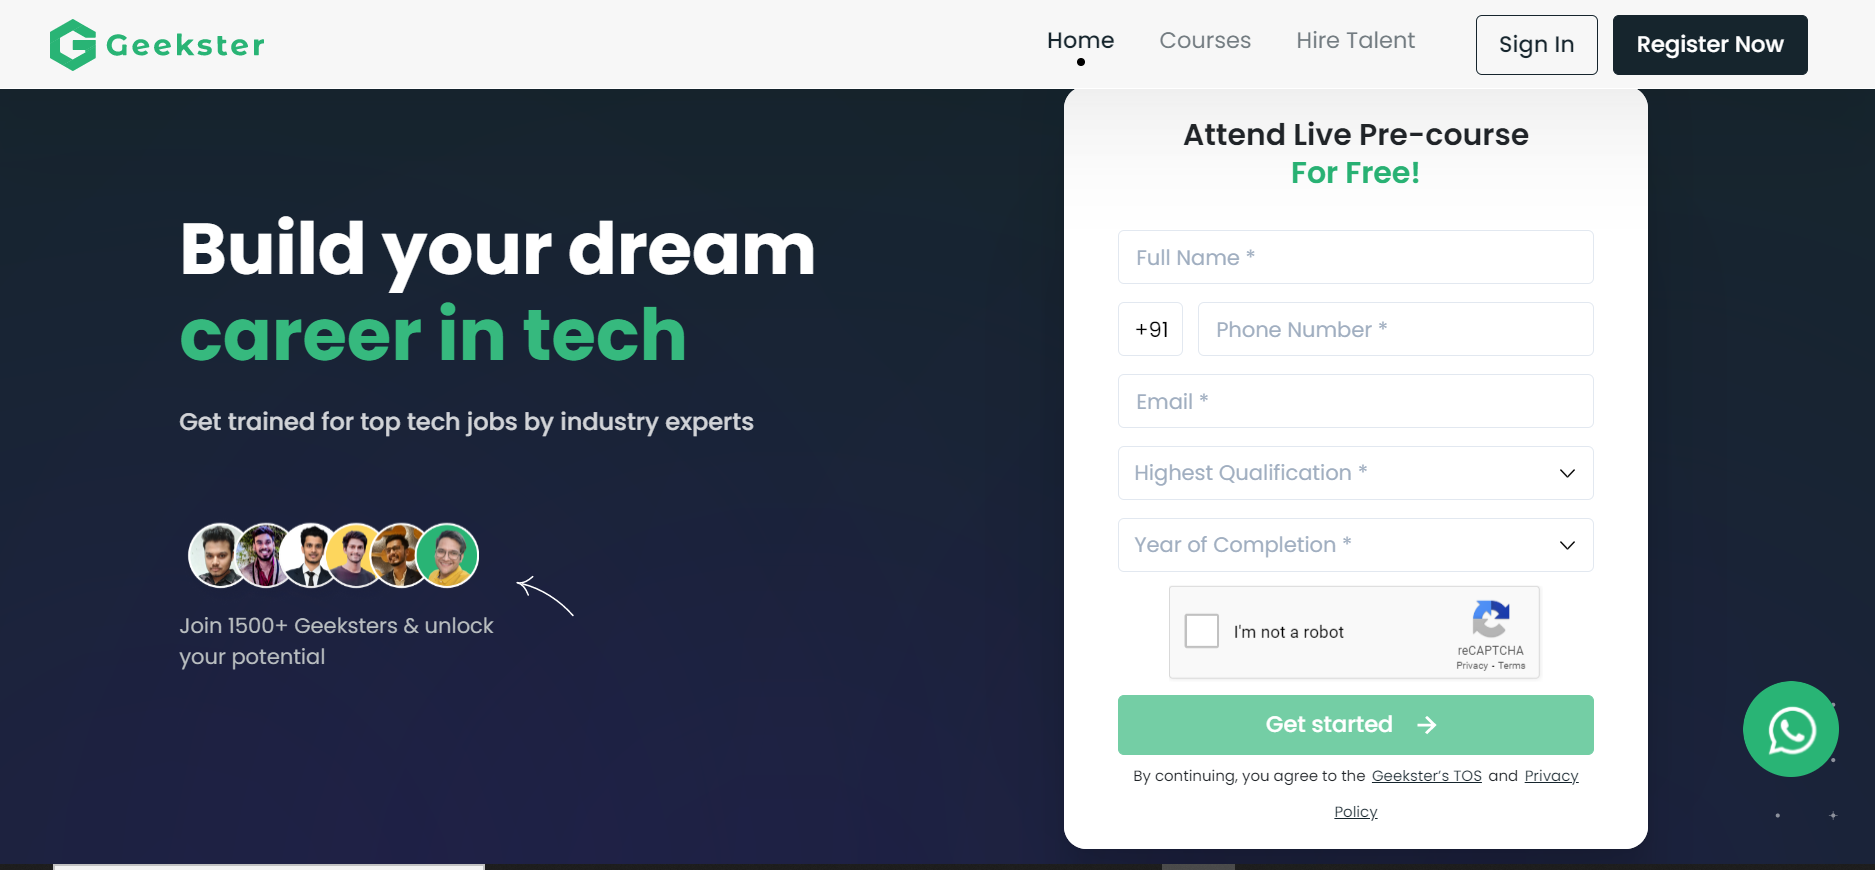 Geekster
Home
Courses
Hire Talent
Sign In
Register Now
Build your dream
career in tech
Get trained for top tech jobs by industry experts
Join 1500+ Geeksters & unlock
your potential
Attend Live Pre-course
For Free!
Full Name *
+91
Phone Number *
Email *
Highest Qualification *
Year of Completion *
I'm not a robot
reCAPTCHA
Privacy - Terms
Get started
By continuing, you agree to the Geekster's TOS and Privacy
Policy